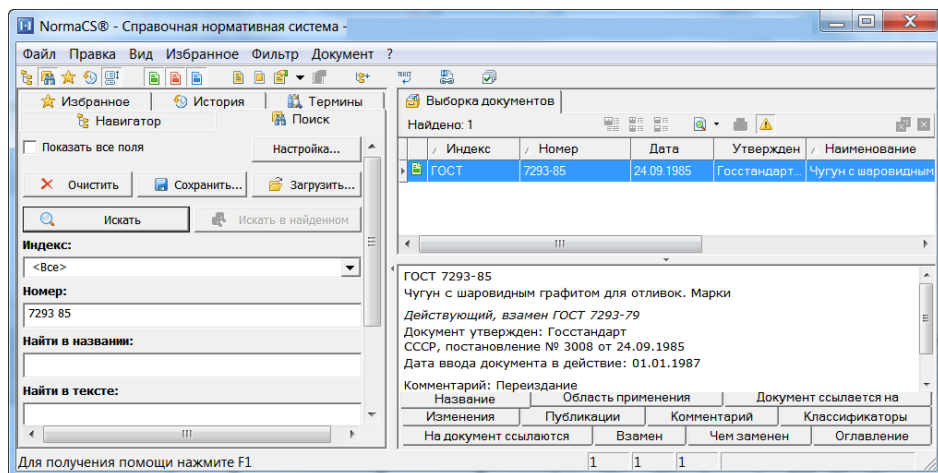 NormaCS® - Справочная нормативная система -
Файл Правка Вид Избранное Фильтр Документ ?
Избранное История Термины
Навигатор Поиск
Показать все поля Настройка...
Очистить Сохранить... Загрузить...
Искать Искать в найденном
Индекс:
<Все>
Номер:
7293 85
Найти в названии:
Найти в тексте:
Выборка документов
Найдено: 1
Индекс Номер Дата Утвержден Наименование
ГОСТ 7293-85 24.09.1985 Госстандарт... Чугун с шаровидным
ГОСТ 7293-85
Чугун с шаровидным графитом для отливок. Марки
Действующий, взамен ГОСТ 7293-79
Документ утвержден: Госстандарт
СССР, постановление № 3008 от 24.09.1985
Дата ввода документа в действие: 01.01.1987
Комментарий: Переиздание
Название Область применения Документ ссылается на
Изменения Публикации Комментарий Классификаторы
На документ ссылаются Взамен Чем заменен Оглавление
Для получения помощи нажмите F1 1 1 1